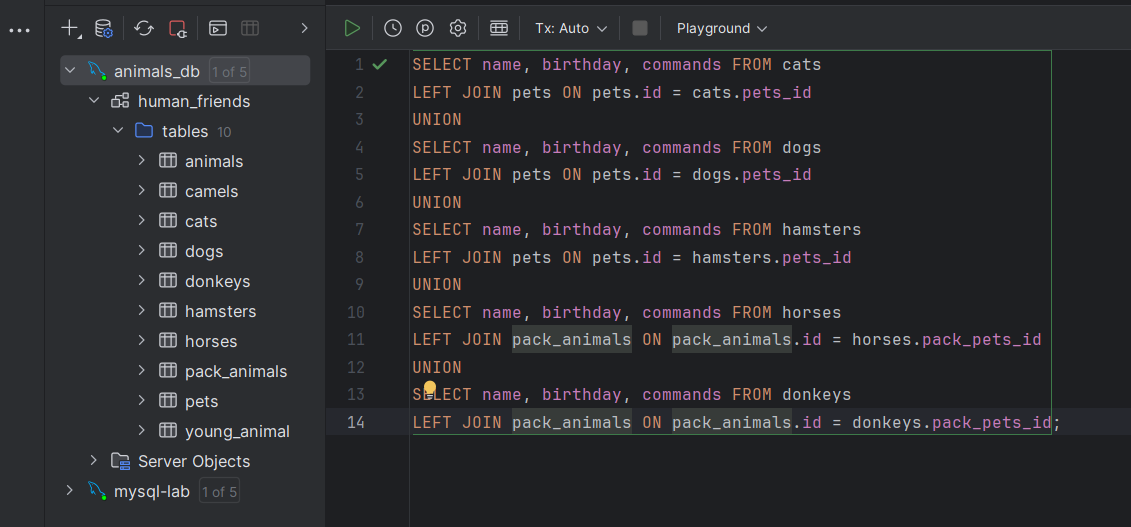 Tx: Auto
Playground
animals_db 1 of 5
human_friends
tables 10
animals
camels
cats
dogs
donkeys
hamsters
horses
pack_animals
pets
young_animal
Server Objects
mysql-lab 1 of 5
1 SELECT name, birthday, commands FROM cats
2 LEFT JOIN pets ON pets.id = cats.pets_id
3 UNION
4 SELECT name, birthday, commands FROM dogs
5 LEFT JOIN pets ON pets.id = dogs.pets_id
6 UNION
7 SELECT name, birthday, commands FROM hamsters
8 LEFT JOIN pets ON pets.id = hamsters.pets_id
9 UNION
10 SELECT name, birthday, commands FROM horses
11 LEFT JOIN pack_animals ON pack_animals.id = horses.pack_pets_id
12 UNION
13 SELECT name, birthday, commands FROM donkeys
14 LEFT JOIN pack_animals ON pack_animals.id = donkeys.pack_pets_id;